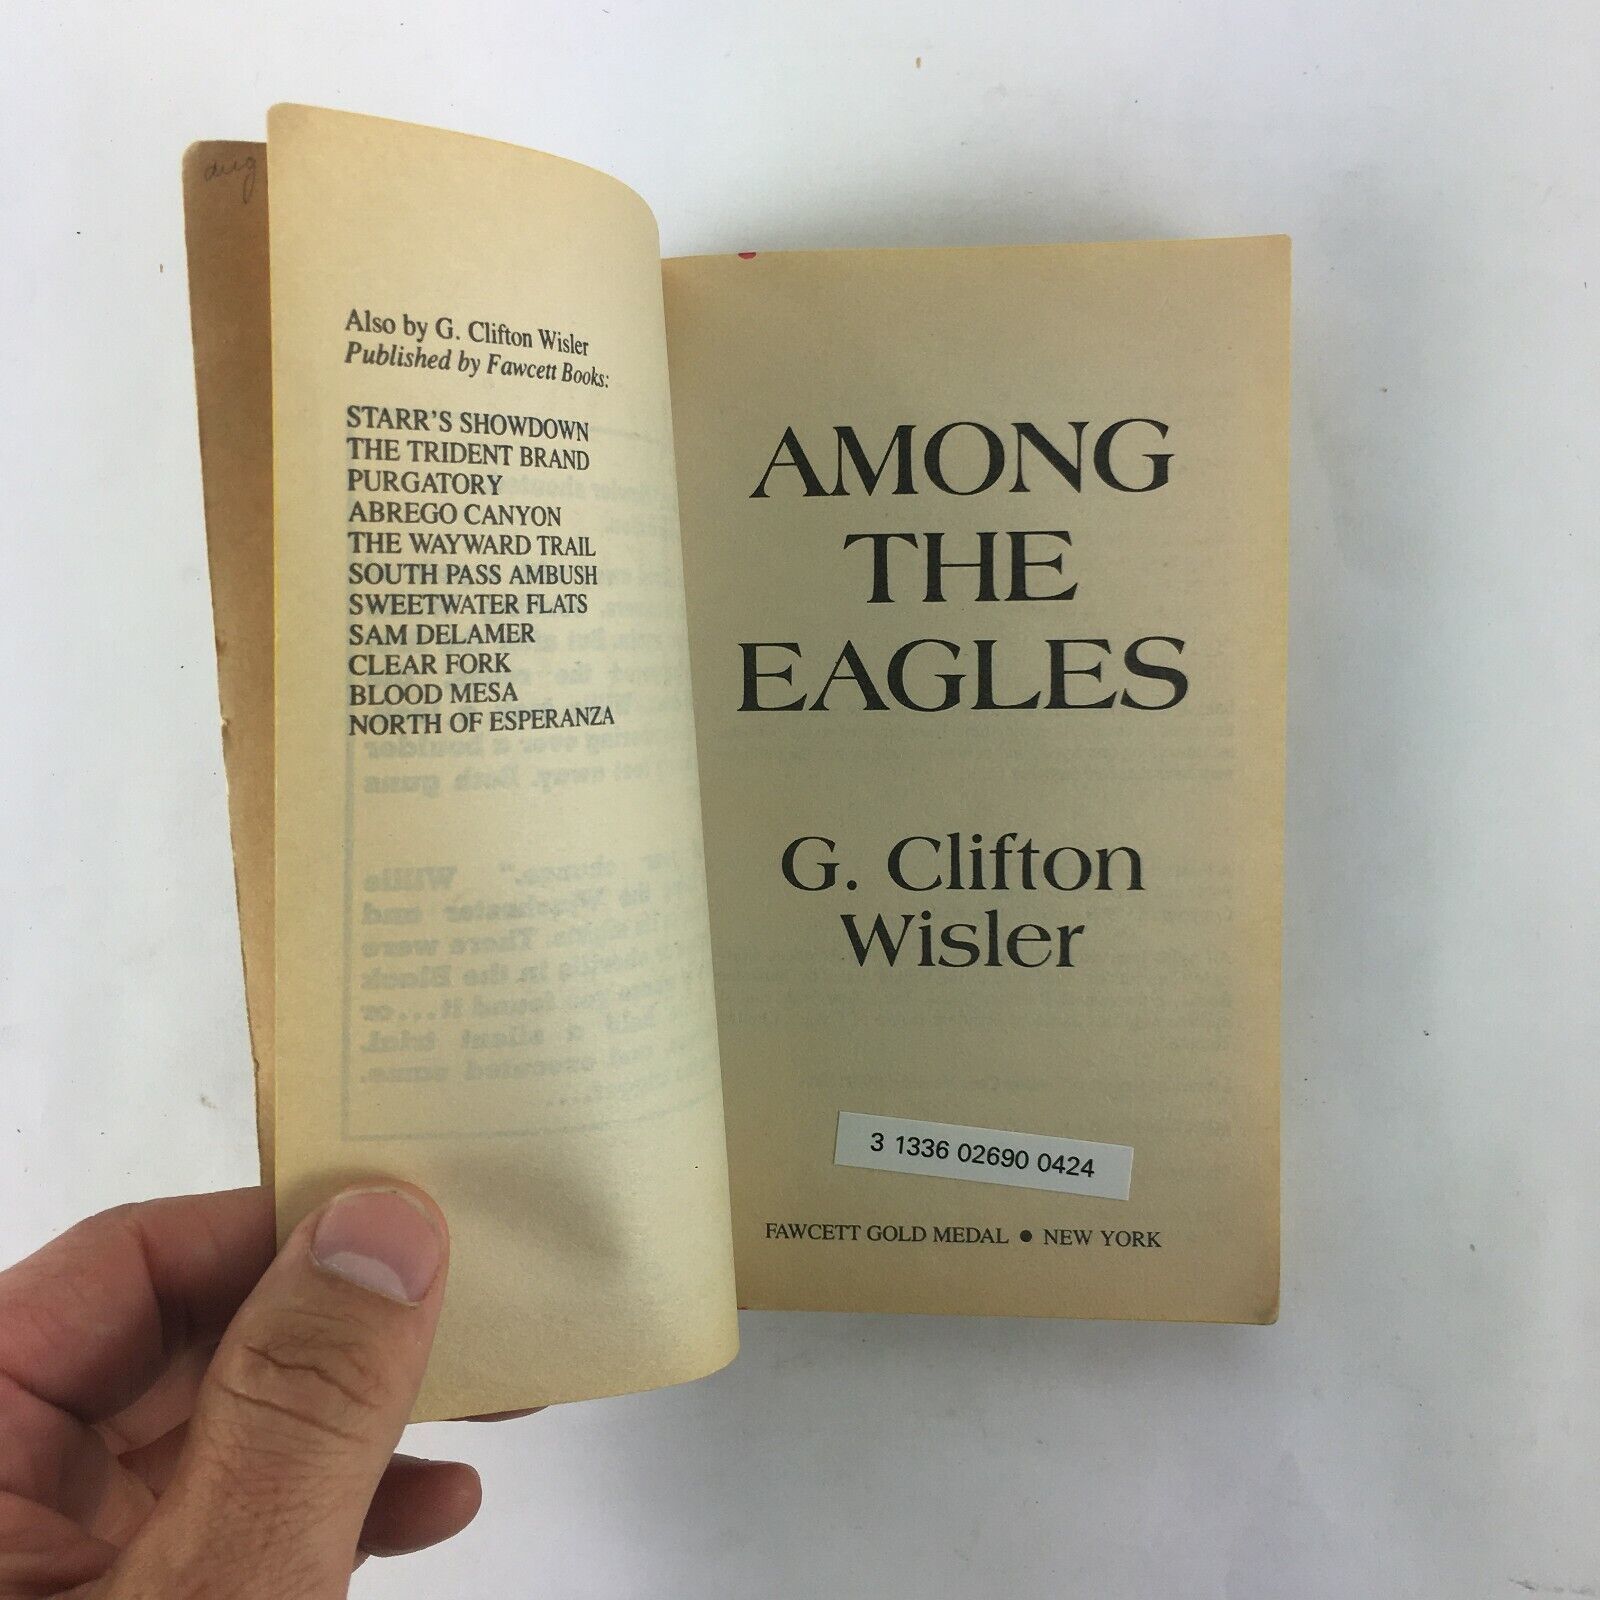 Also by G. Clifton Wisler
Published by Fawcett Books:
STARR'S SHOWDOWN
THE TRIDENT BRAND
PURGATORY
ABREGO CANYON
THE WAYWARD TRAIL
SOUTH PASS AMBUSH
SWEETWATER FLATS
SAM DELAMER
CLEAR FORK
BLOOD MESA
NORTH OF ESPERANZA
AMONG
THE
EAGLES
G. Clifton
Wisler
3 1336 02690 0424
FAWCETT GOLD MEDAL • NEW YORK